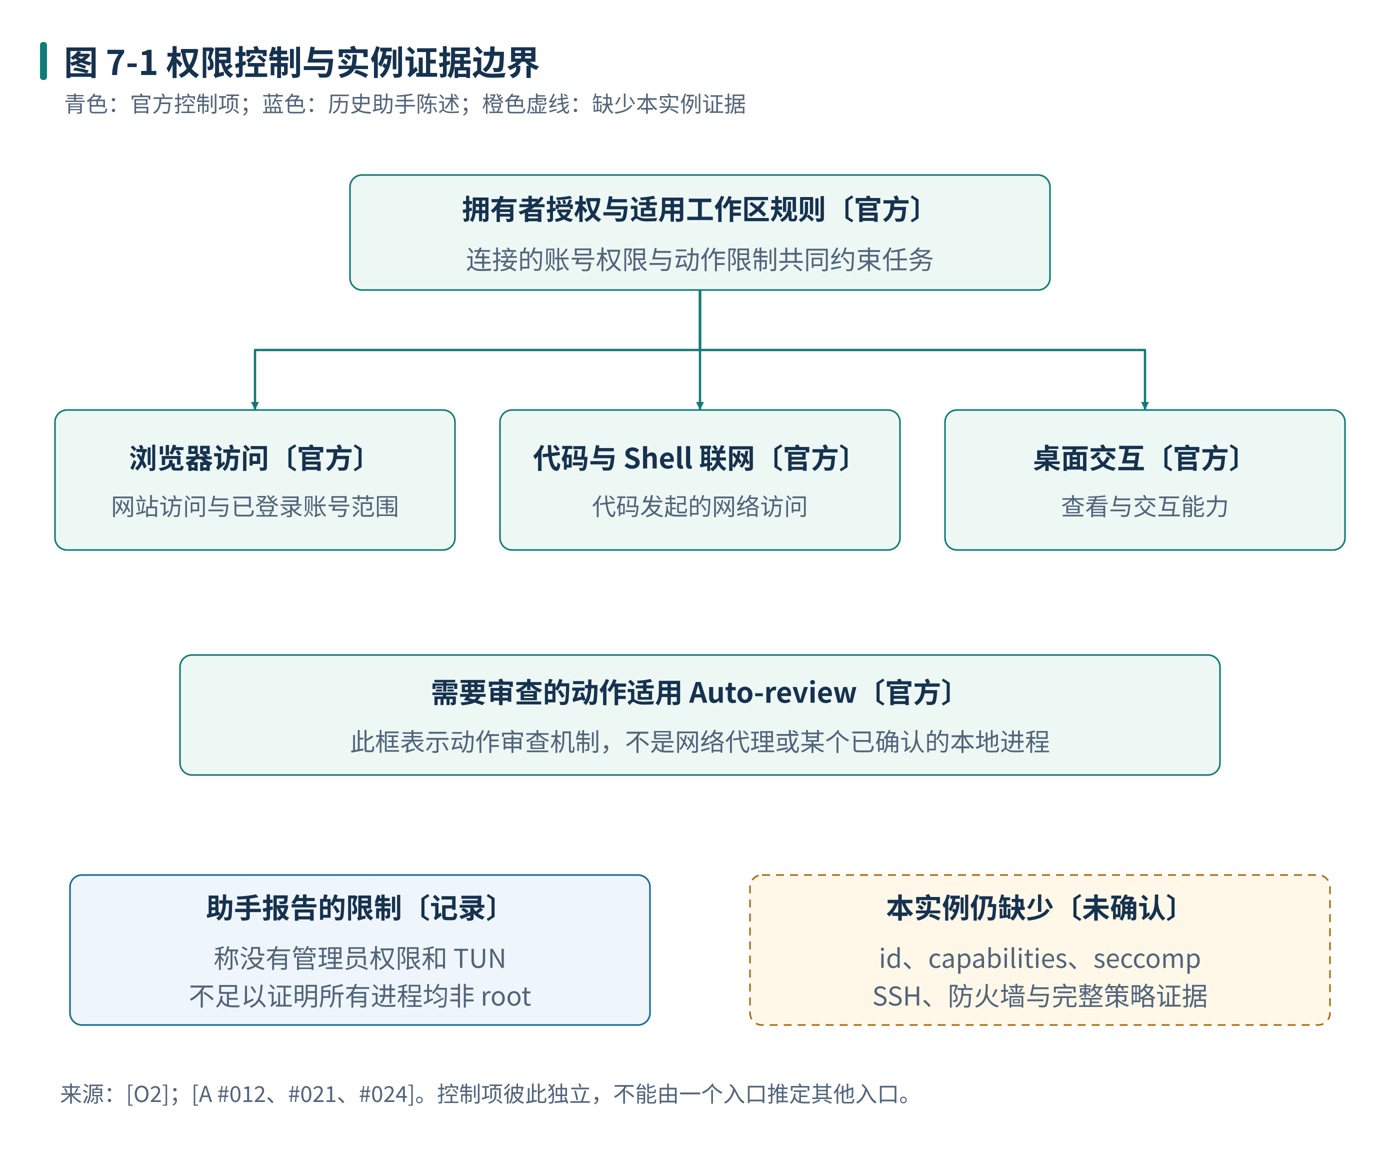 图 7-1 权限控制与实例证据边界
青色：官方控制项；蓝色：历史助手陈述；橙色虚线：缺少本实例证据
拥有者授权与适用工作区规则〔官方〕
连接的账号权限与动作限制共同约束任务
浏览器访问〔官方〕
网站访问与已登录账号范围
代码与 Shell 联网〔官方〕
代码发起的网络访问
桌面交互〔官方〕
查看与交互能力
需要审查的动作适用 Auto-review〔官方〕
此框表示动作审查机制，不是网络代理或某个已确认的本地进程
助手报告的限制〔记录〕
称没有管理员权限和 TUN
不足以证明所有进程均非 root
本实例仍缺少〔未确认〕
id、capabilities、seccomp
SSH、防火墙与完整策略证据
来源：[O2]；[A #012、#021、#024]。控制项彼此独立，不能由一个入口推定其他入口。